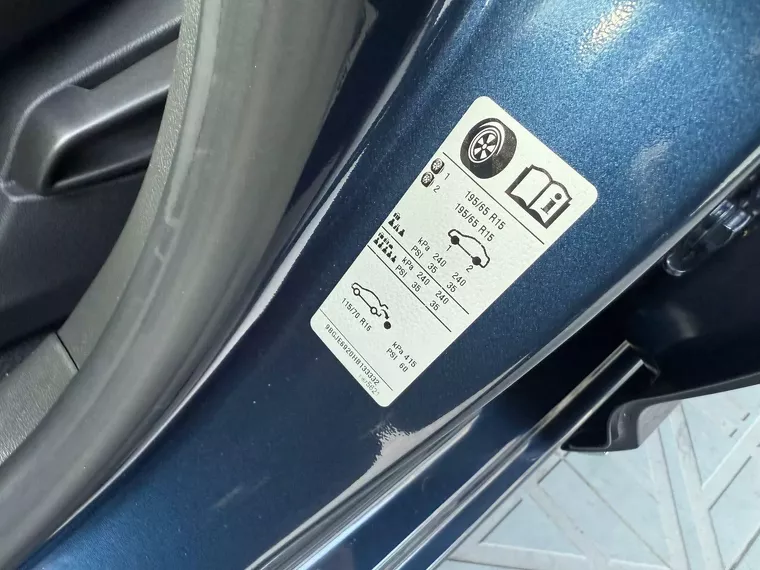 1 195/65 R15
2 195/65 R15
1 2
kPa 240 240
PSI 35 35
kPa 240 240
PSI 35 35
115/70 R16
kPa 415
PSI 60
9BGJE6920HB133332